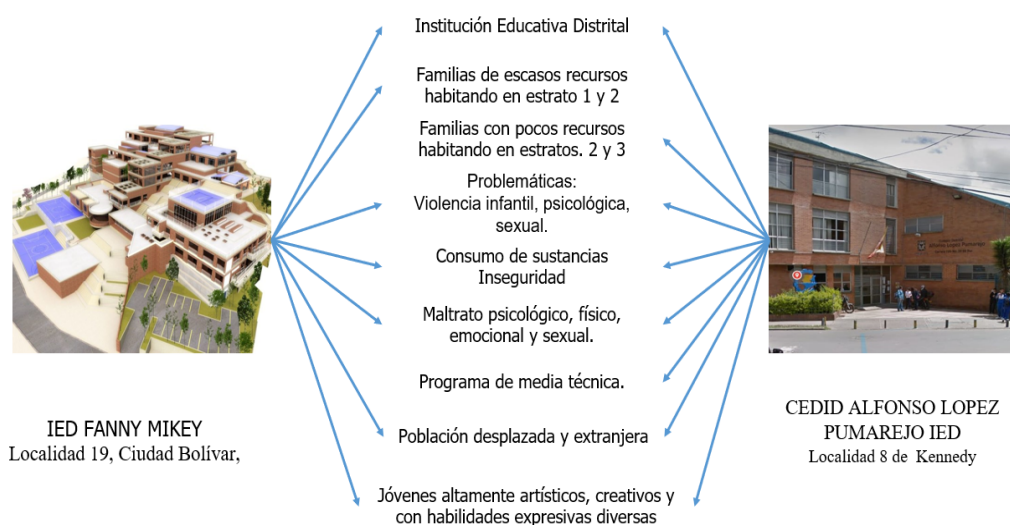 Institución Educativa Distrital
Familias de escasos recursos
habitando en estrato 1 y 2
Familias con pocos recursos
habitando en estratos. 2 y 3
Problemáticas:
Violencia infantil, psicológica,
sexual.
Consumo de sustancias
Inseguridad
Maltrato psicológico, físico,
emocional y sexual.
Programa de media técnica.
Población desplazada y extranjera
Jóvenes altamente artísticos, creativos y
con habilidades expresivas diversas
IED FANNY MIKEY
Localidad 19, Ciudad Bolívar,
CEDID ALFONSO LOPEZ
PUMAREJO IED
Localidad 8 de Kennedy
Alfonso López Pumarejo